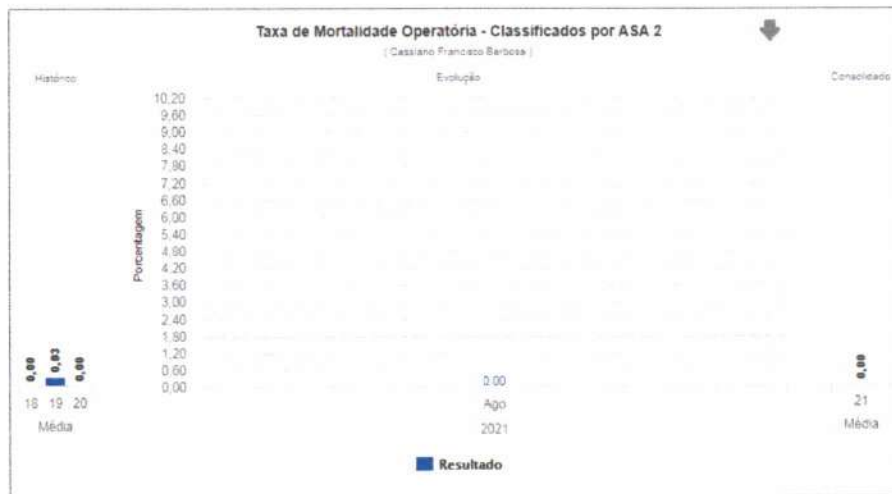 Taxa de Mortalidade Operatória - Classificados por ASA 2
( Cassiano Francisco Barbosa )
Histórico
Evolução
Consolidado
Porcentagem
10,20
9,60
9,00
8,40
7,80
7,20
6,60
6,00
5,40
4,80
4,20
3,60
3,00
2,40
1,80
1,20
0,60
0,00
0,00
0,03
0,00
18 19 20
Média
0.00
Ago
2021
0,00
21
Média
Resultado